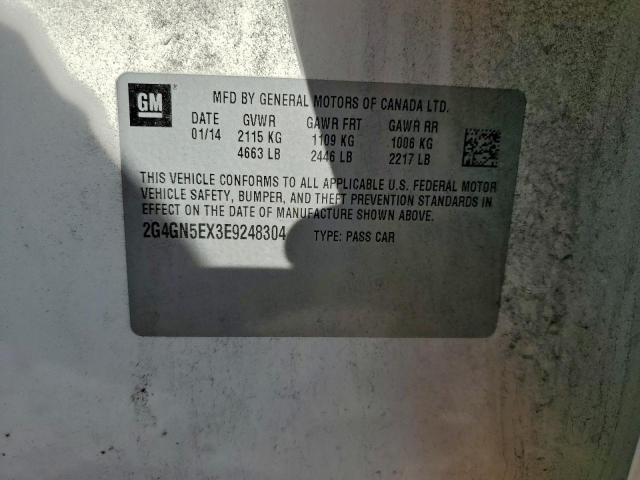 GM
MFD BY GENERAL MOTORS OF CANADA LTD.
DATE GVWR GAWR FRT GAWR RR
01/14 2115 KG 1109 KG 1006 KG
4663 LB 2446 LB 2217 LB
THIS VEHICLE CONFORMS TO ALL APPLICABLE U.S. FEDERAL MOTOR
VEHICLE SAFETY, BUMPER, AND THEFT PREVENTION STANDARDS IN
EFFECT ON THE DATE OF MANUFACTURE SHOWN ABOVE.
2G4GN5EX3E9248304 TYPE: PASS CAR